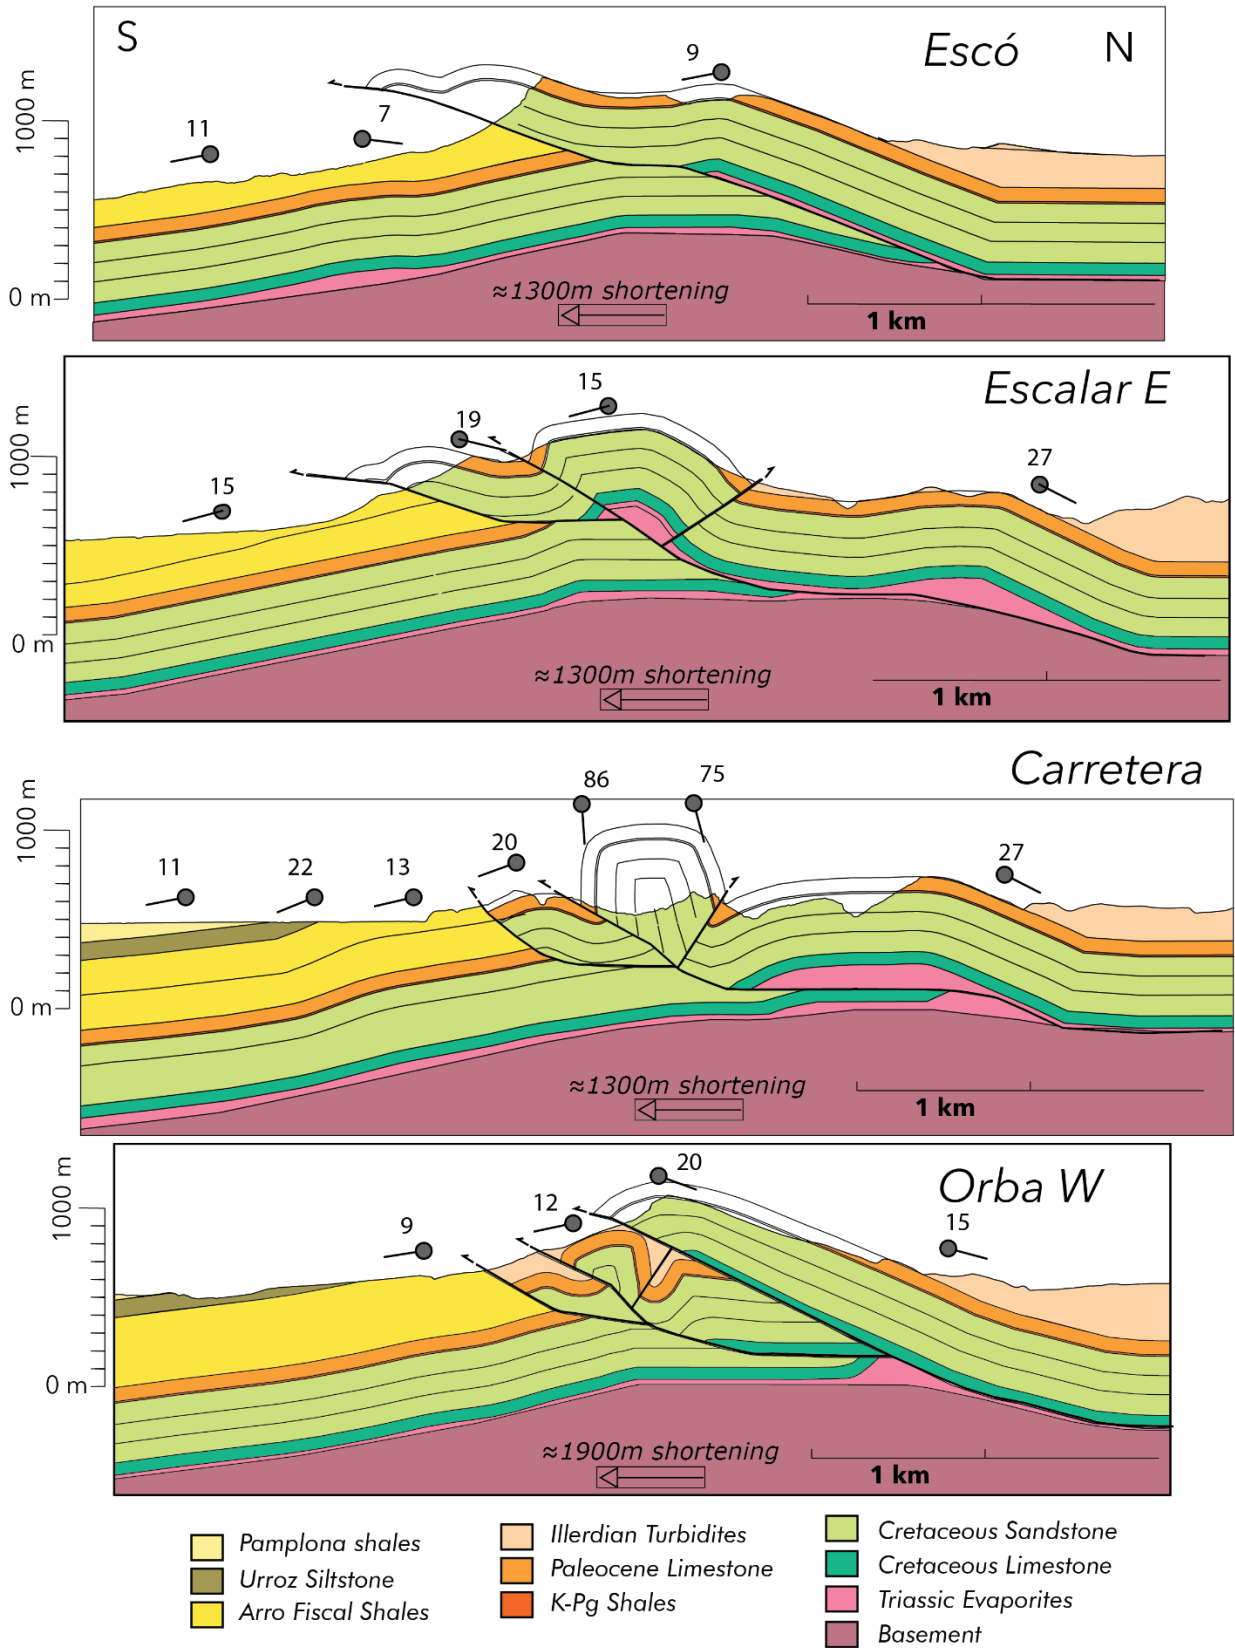 S
Escó
N
9
7
11
1000 m
0 m
≈1300m shortening
1 km
Escalar E
15
19
15
27
1000 m
0 m
≈1300m shortening
1 km
Carretera
86
75
20
11
22
13
27
1000 m
0 m
≈1300m shortening
1 km
Orba W
20
12
9
15
1000 m
0 m
≈1900m shortening
1 km
Pamplona shales
Urroz Siltstone
Arro Fiscal Shales
Illerdian Turbidites
Paleocene Limestone
K-Pg Shales
Cretaceous Sandstone
Cretaceous Limestone
Triassic Evaporites
Basement